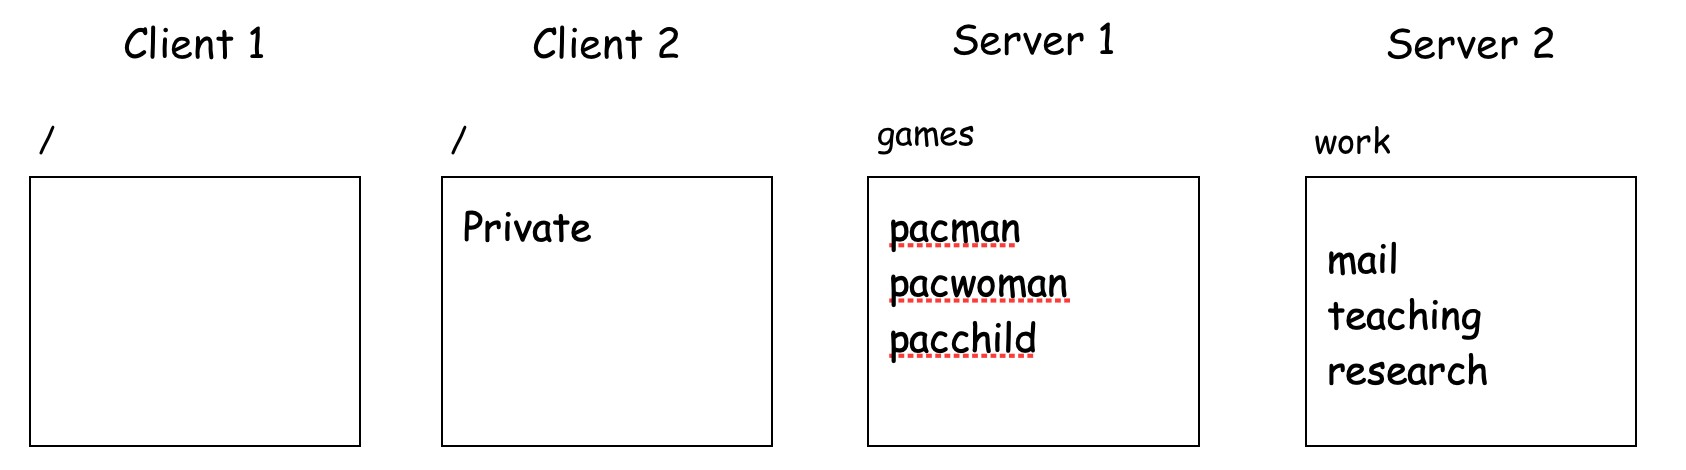 Client 1
Client 2
Server 1
Server 2
/
/
games
work
Private
pacman
pacwoman
pacchild
mail
teaching
research